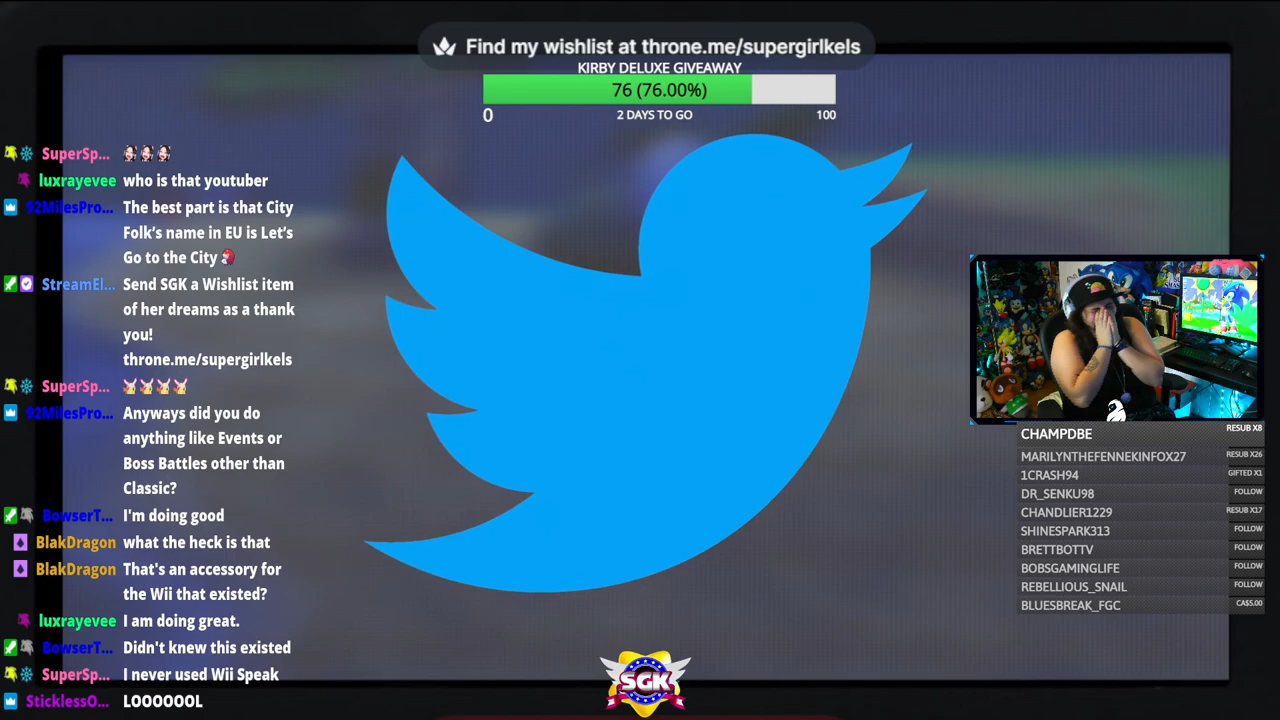 Find my wishlist at throne.me/supergirlkels
KIRBY DELUXE GIVEAWAY
76 (76.00%)
0
2 DAYS TO GO
100
SuperSp...
luxrayevee who is that youtuber
92MilesPro... The best part is that City
Folk's name in EU is Let's
Go to the City
StreamEl... Send SGK a Wishlist item
of her dreams as a thank
you!
throne.me/supergirlkels
SuperSp...
92MilesPro... Anyways did you do
anything like Events or
Boss Battles other than
Classic?
BowserT... I'm doing good
BlakDragon what the heck is that
BlakDragon That's an accessory for
the Wii that existed?
luxrayevee I am doing great.
BowserT... Didn't knew this existed
SuperSp... I never used Wii Speak
SticklessO... LOOOOOOL
CHAMPDBE RESUB X8
MARILYNTHEFENNEKINFOX27 RESUB X26
1CRASH94 GIFTED X1
DR_SENKU98 FOLLOW
CHANDLIER1229 RESUB X17
SHINESPARK313 FOLLOW
BRETTBOTTV FOLLOW
BOBSGAMINGLIFE FOLLOW
REBELLIOUS_SNAIL FOLLOW
BLUESBREAK_FGC CA$5.00
SGK